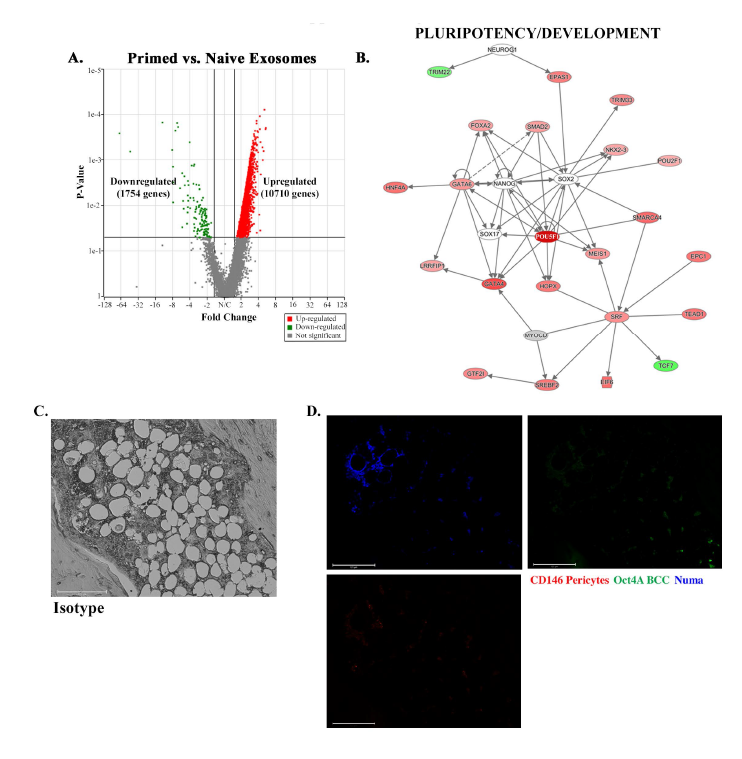 PLURIPOTENCY/DEVELOPMENT
A.
Primed vs. Naive Exosomes
B.
1e-5
1e-4
1e-3
1e-2
1e-1
1
P-Value
Downregulated
(1754 genes)
Upregulated
(10710 genes)
-128 -64 -32 -16 -8 -4 -2 N/C 2 4 8 16 32 64 128
Fold Change
Up-regulated
Down-regulated
Not significant
NEUROG1
TRIM22
EPAS1
TRIM33
FOXA2
SMAD2
NKX2-3
POU2F1
HNF4A
GATA6
NANOG
SOX2
SMARCA4
SOX17
POU5F1
MEIS1
LRRFIP1
EPC1
GATA4
HOPX
SRF
TEAD1
MYOCD
TCF7
GTF2I
SREBF2
C.
D.
Isotype
CD146 Pericytes Oct4A BCC Numa